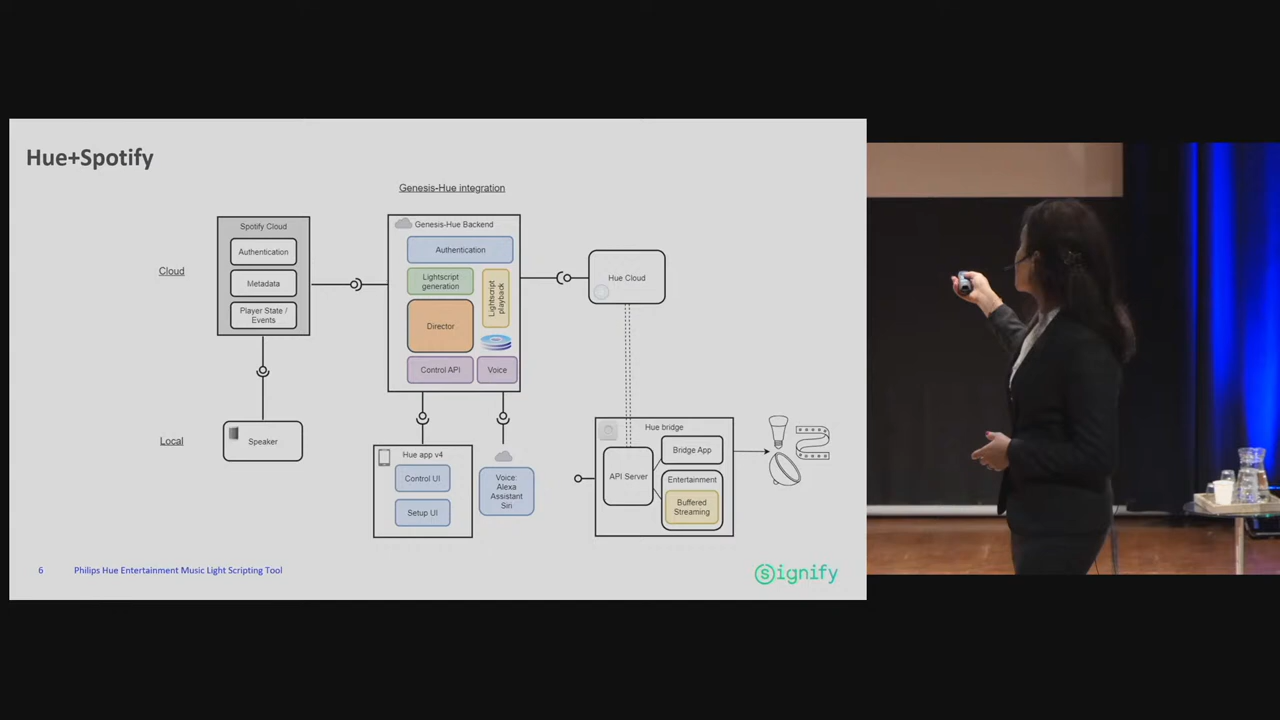 Hue+Spotify
Genesis-Hue integration
Cloud
Spotify Cloud
Authentication
Metadata
Player State /
Events
Genesis-Hue Backend
Authentication
Lightscript
generation
Lightscript
playback
Director
Control API
Voice
Hue Cloud
Local
Speaker
Hue app v4
Control UI
Setup UI
Voice:
Alexa
Assistant
Siri
Hue bridge
API Server
Bridge App
Entertainment
Buffered
Streaming
6
Philips Hue Entertainment Music Light Scripting Tool
signify